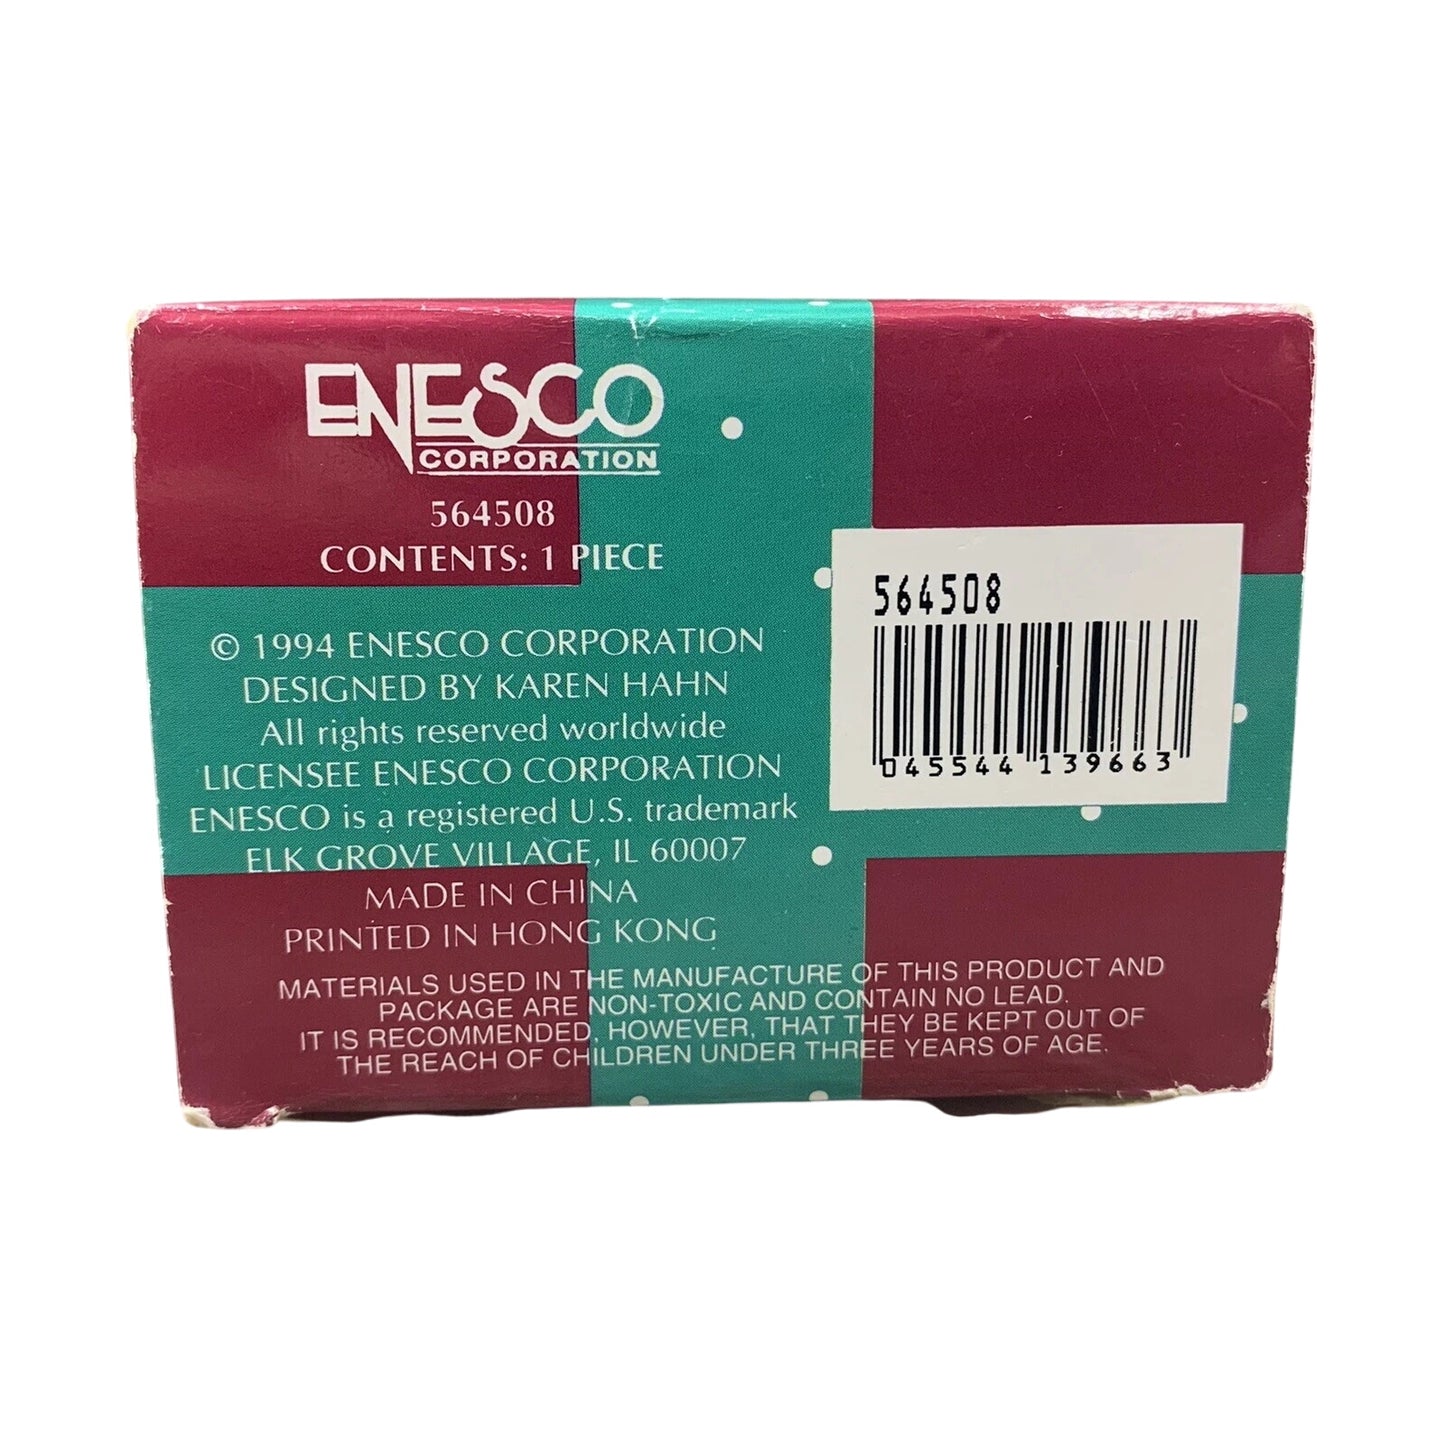 ENESCO
CORPORATION
564508
CONTENTS: 1 PIECE
© 1994 ENESCO CORPORATION
DESIGNED BY KAREN HAHN
All rights reserved worldwide
LICENSEE ENESCO CORPORATION
ENESCO is a registered U.S. trademark
ELK GROVE VILLAGE, IL 60007
MADE IN CHINA
PRINTED IN HONG KONG
MATERIALS USED IN THE MANUFACTURE OF THIS PRODUCT AND
PACKAGE ARE NON-TOXIC AND CONTAIN NO LEAD.
IT IS RECOMMENDED, HOWEVER, THAT THEY BE KEPT OUT OF
THE REACH OF CHILDREN UNDER THREE YEARS OF AGE.
564508
045544 139663